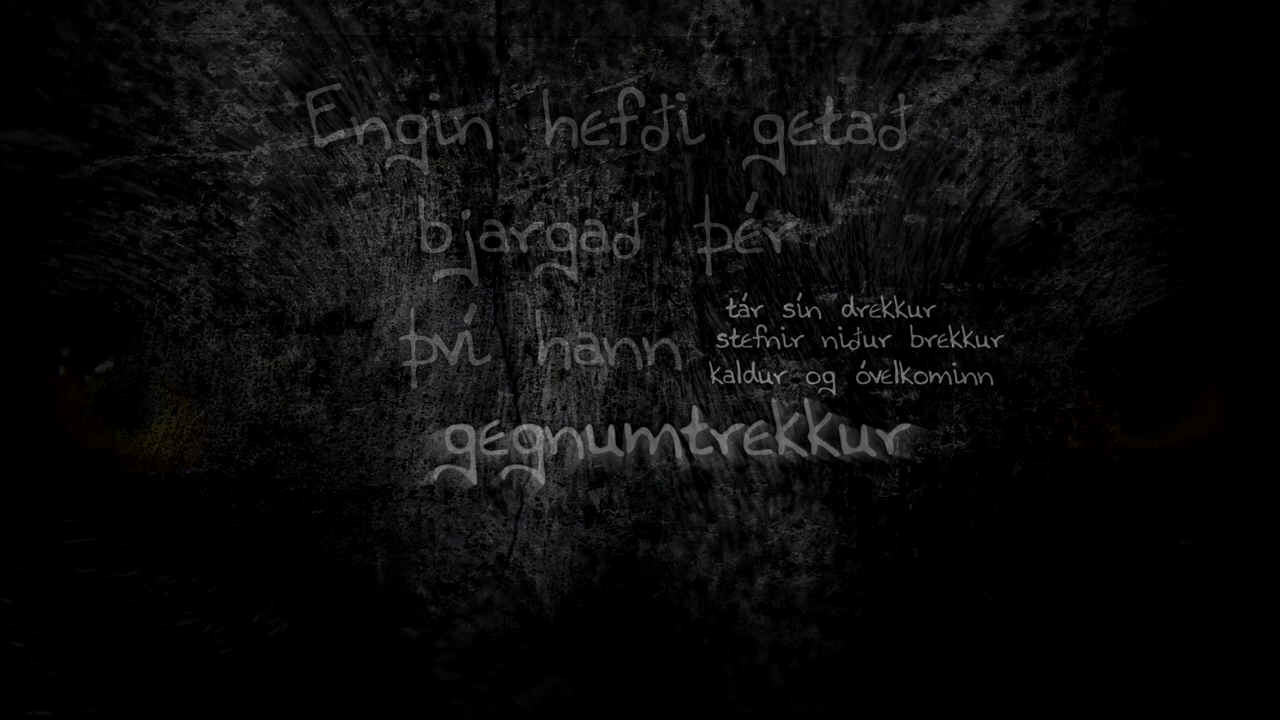 Engin hefði getað
bjargað þér
því hann
tár sín drekkur
stefnir niður brekkur
kaldur og óvelkominn
gegnumtrekkur